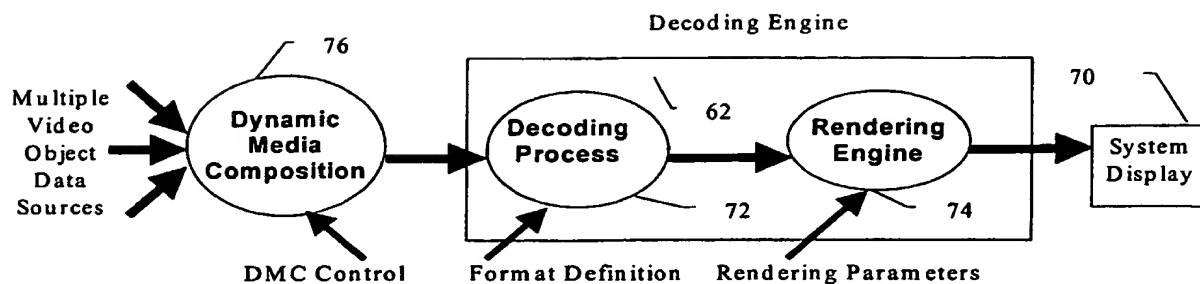 Decoding Engine
76
70
Multiple
Video
Object
Data
Sources
Dynamic
Media
Composition
62
Decoding
Process
Rendering
Engine
System
Display
72
74
DMC Control
Format Definition
Rendering Parameters